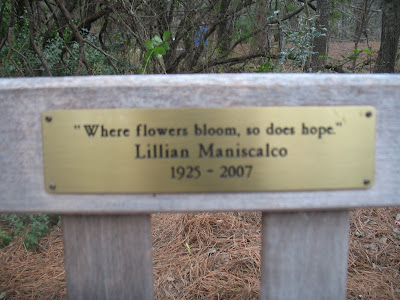 "Where flowers bloom, so does hope."
Lillian Maniscalco
1925 - 2007